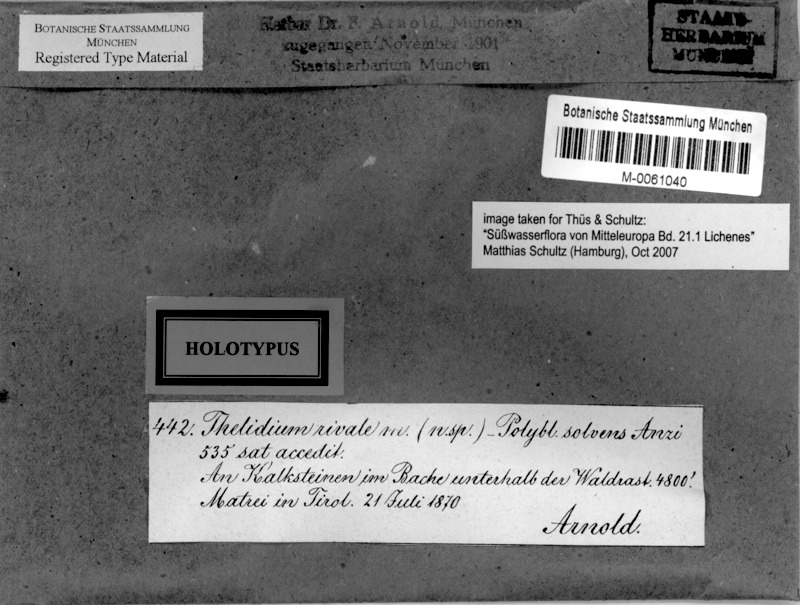 BOTANISCHE STAATSSAMMLUNG
MÜNCHEN
Registered Type Material
Herbar Dr. F. Arnold, München
zugegangen November 1901
Staatsherbarium München
STAATS-
HERBARIUM
MÜNCHEN
Botanische Staatssammlung München
M-0061040
image taken for Thüs & Schultz:
"Süßwasserflora von Mitteleuropa Bd. 21.1 Lichenes"
Matthias Schultz (Hamburg), Oct 2007
HOLOTYPUS
442. Thelidium rivale m. (n.sp.) - Polybl. solvens Anzi
535 sat accedit.
An Kalksteinen im Bache unterhalb der Waldrast. 4800!
Matrei in Tirol. 21 Juli 1870
Arnold.